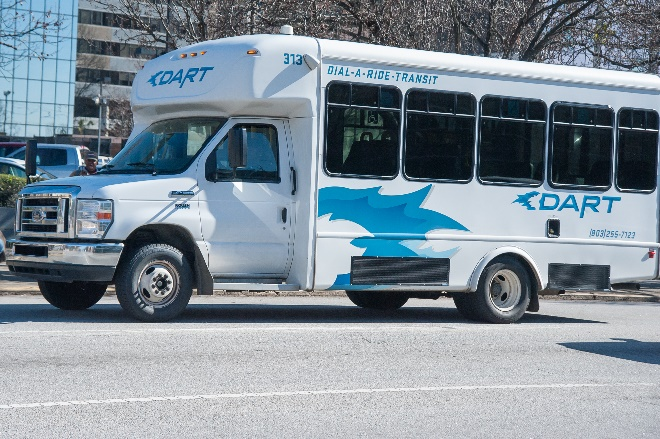 313
DART
DIAL-A-RIDE-TRANSIT
DART
(803)255-7123